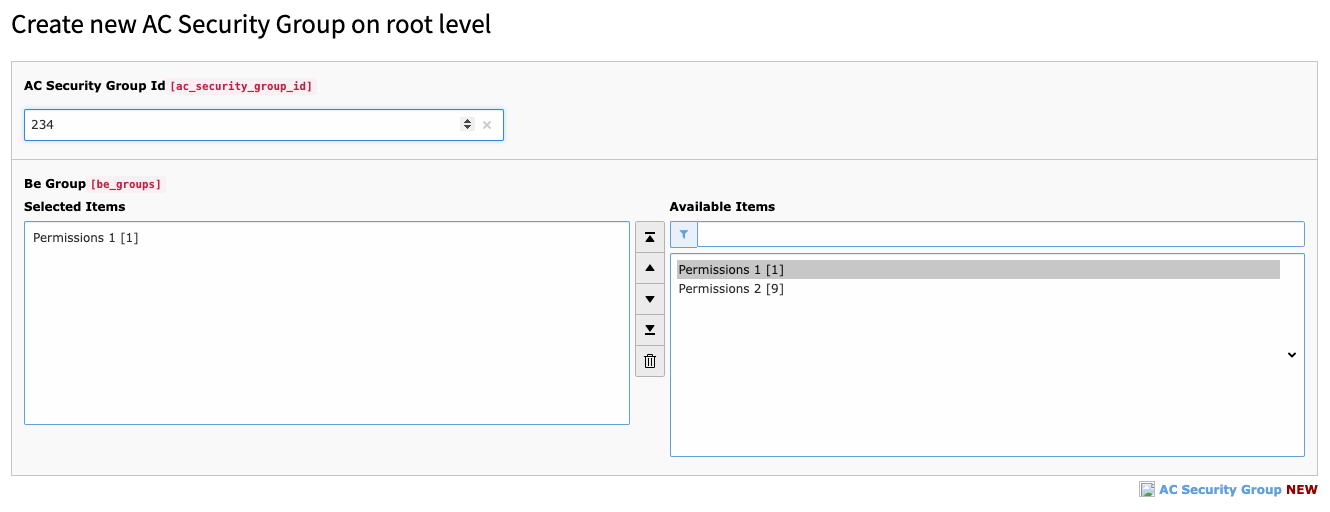 Create new AC Security Group on root level
AC Security Group Id [ac_security_group_id]
234
Be Group [be_groups]
Selected Items
Permissions 1 [1]
Available Items
Permissions 1 [1]
Permissions 2 [9]
AC Security Group NEW